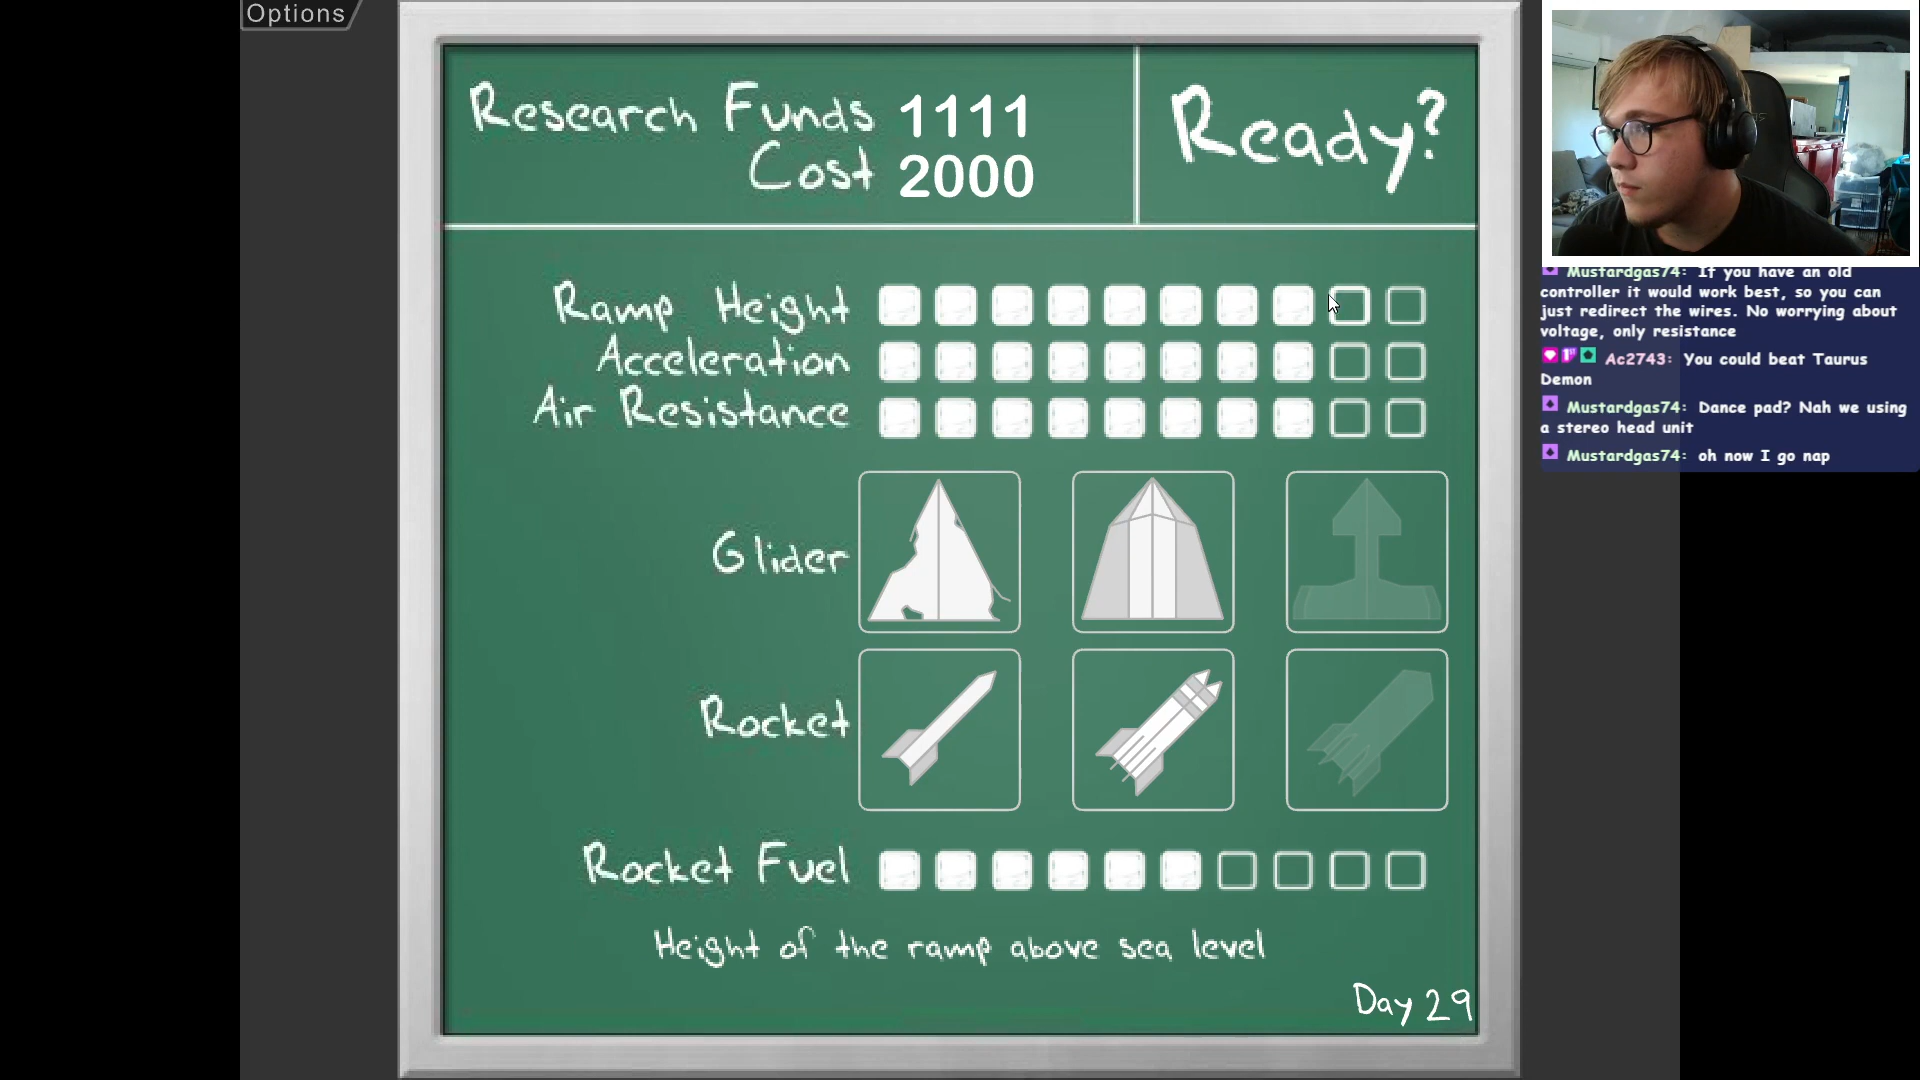 Options
Research Funds 1111
Cost 2000
Ready?
Ramp Height
Acceleration
Air Resistance
Glider
Rocket
Rocket Fuel
Height of the ramp above sea level
Day 29
Mustardgas74: If you have an old
controller it would work best, so you can
just redirect the wires. No worrying about
voltage, only resistance
Ac2743: You could beat Taurus
Demon
Mustardgas74: Dance pad? Nah we using
a stereo head unit
Mustardgas74: oh now I go nap